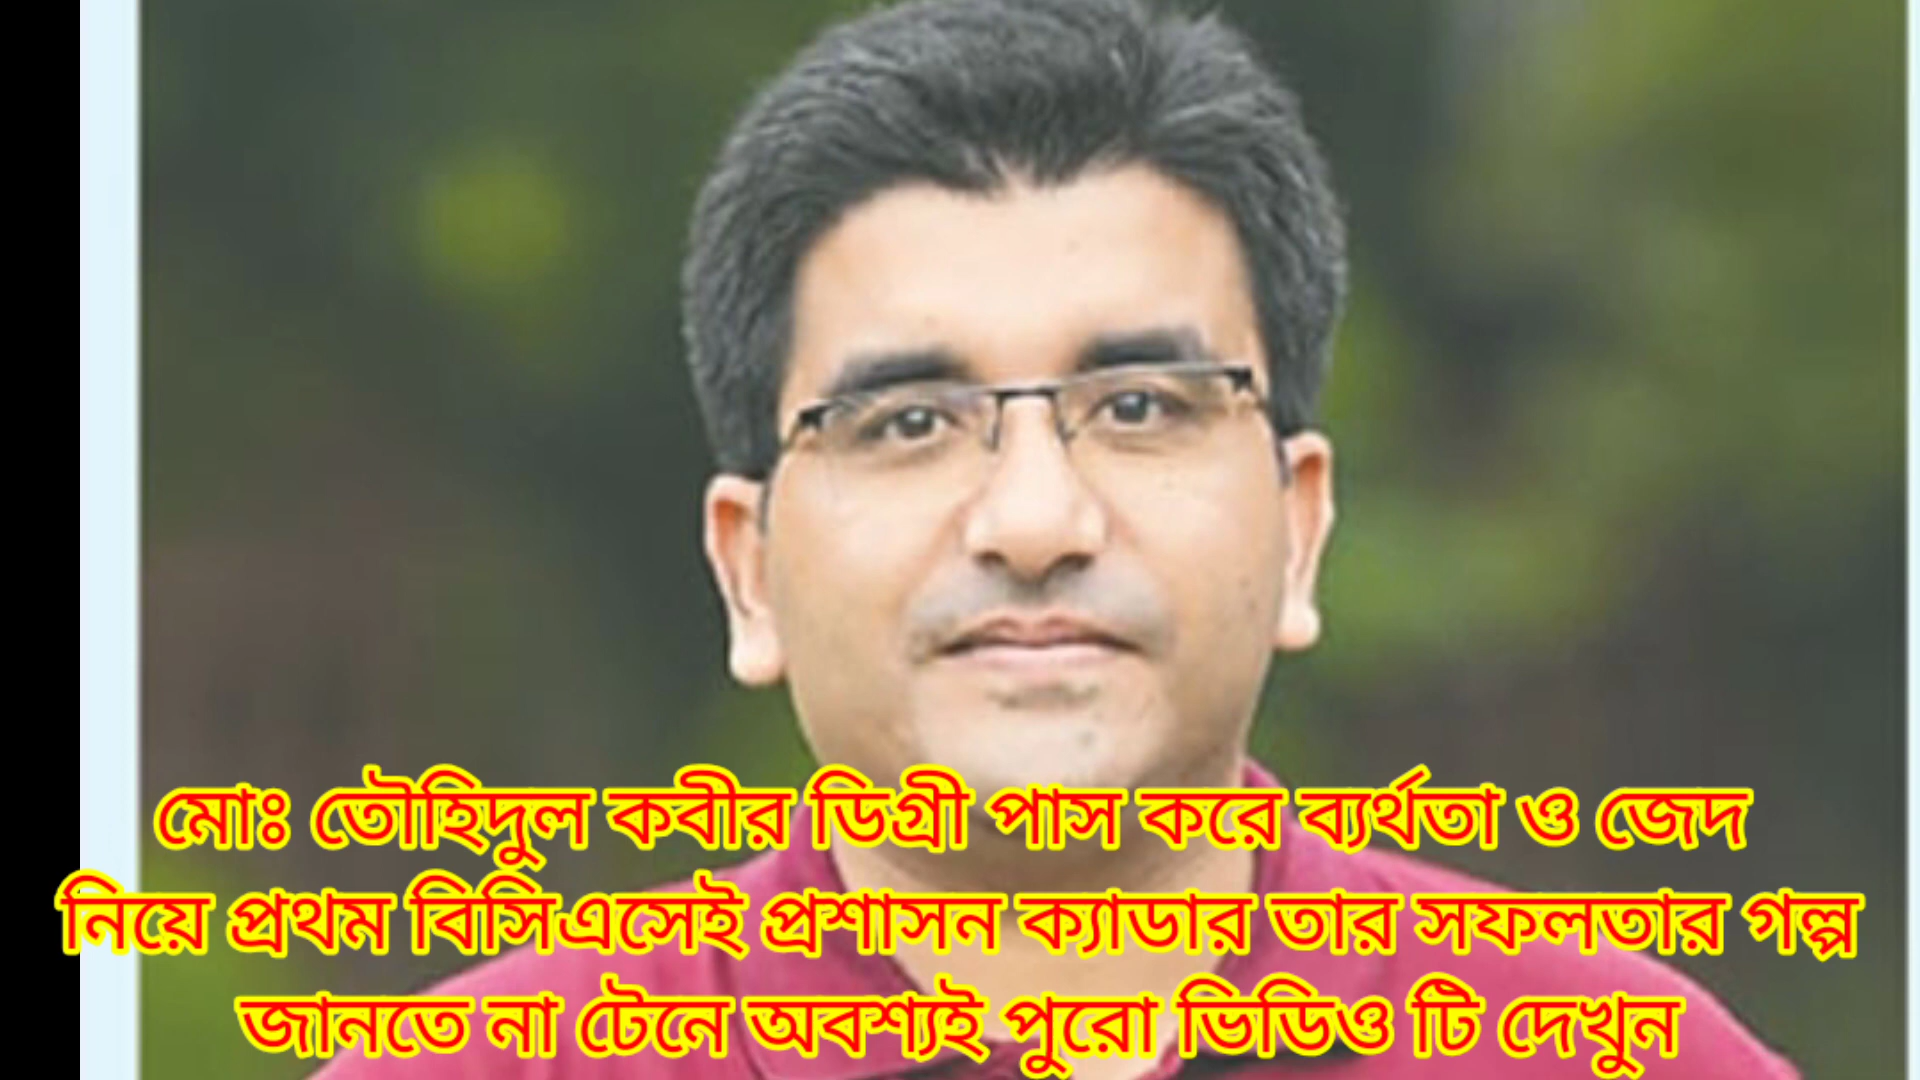 মোঃ তৌহিদুল কবীর ডিগ্রী পাস করে ব্যর্থতা ও জেদ
নিয়ে প্রথম বিসিএসেই প্রশাসন ক্যাডার তার সফলতার গল্প
জানতে না টেনে অবশ্যই পুরো ভিডিও টি দেখুন